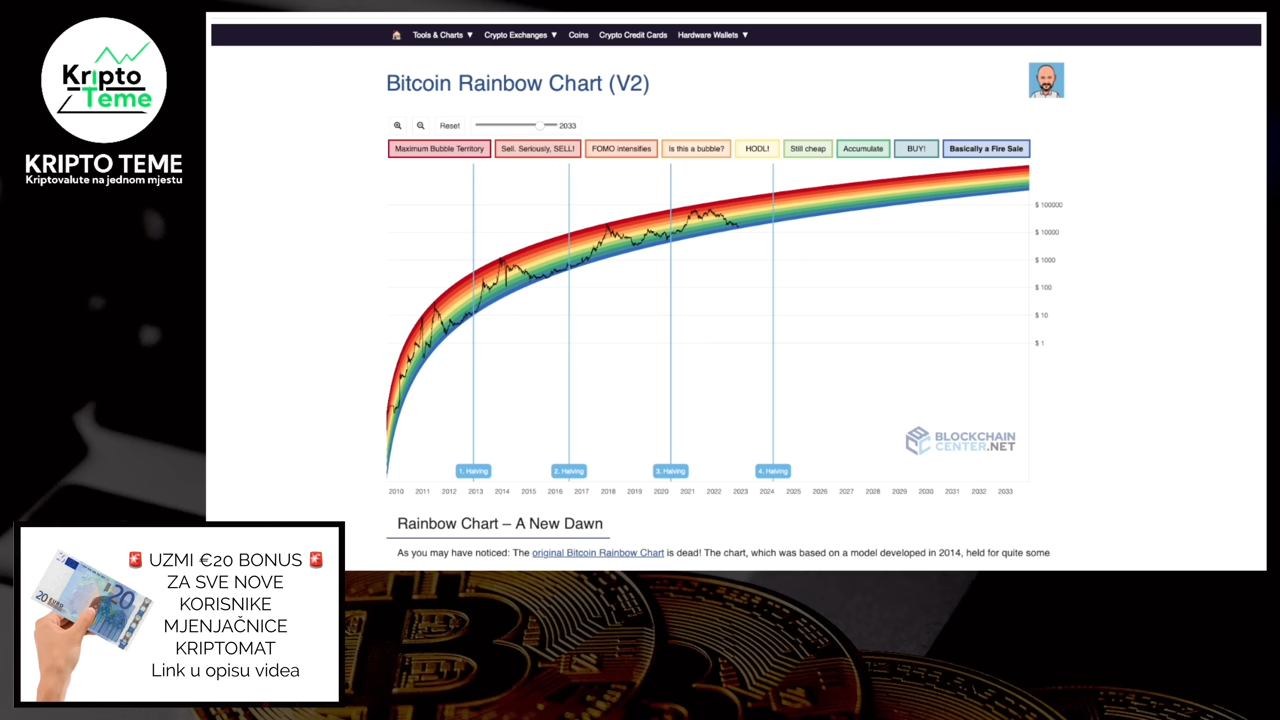 Kripto
Teme
KRIPTO TEME
Kriptovalute na jednom mjestu
Tools & Charts ▼ Crypto Exchanges ▼ Coins Crypto Credit Cards Hardware Wallets ▼
Bitcoin Rainbow Chart (V2)
Reset 2033
Maximum Bubble Territory Sell. Seriously, SELL! FOMO intensifies Is this a bubble? HODL! Still cheap Accumulate BUY! Basically a Fire Sale
$ 100000
$ 10000
$ 1000
$ 100
$ 10
$ 1
BLOCKCHAIN
CENTER.NET
1. Halving 2. Halving 3. Halving 4. Halving
2010 2011 2012 2013 2014 2015 2016 2017 2018 2019 2020 2021 2022 2023 2024 2025 2026 2027 2028 2029 2030 2031 2032 2033
Rainbow Chart – A New Dawn
As you may have noticed: The original Bitcoin Rainbow Chart is dead! The chart, which was based on a model developed in 2014, held for quite some
🚨 UZMI €20 BONUS 🚨
ZA SVE NOVE
KORISNIKE
MJENJAČNICE
KRIPTOMAT
Link u opisu videa
20 EURO
20